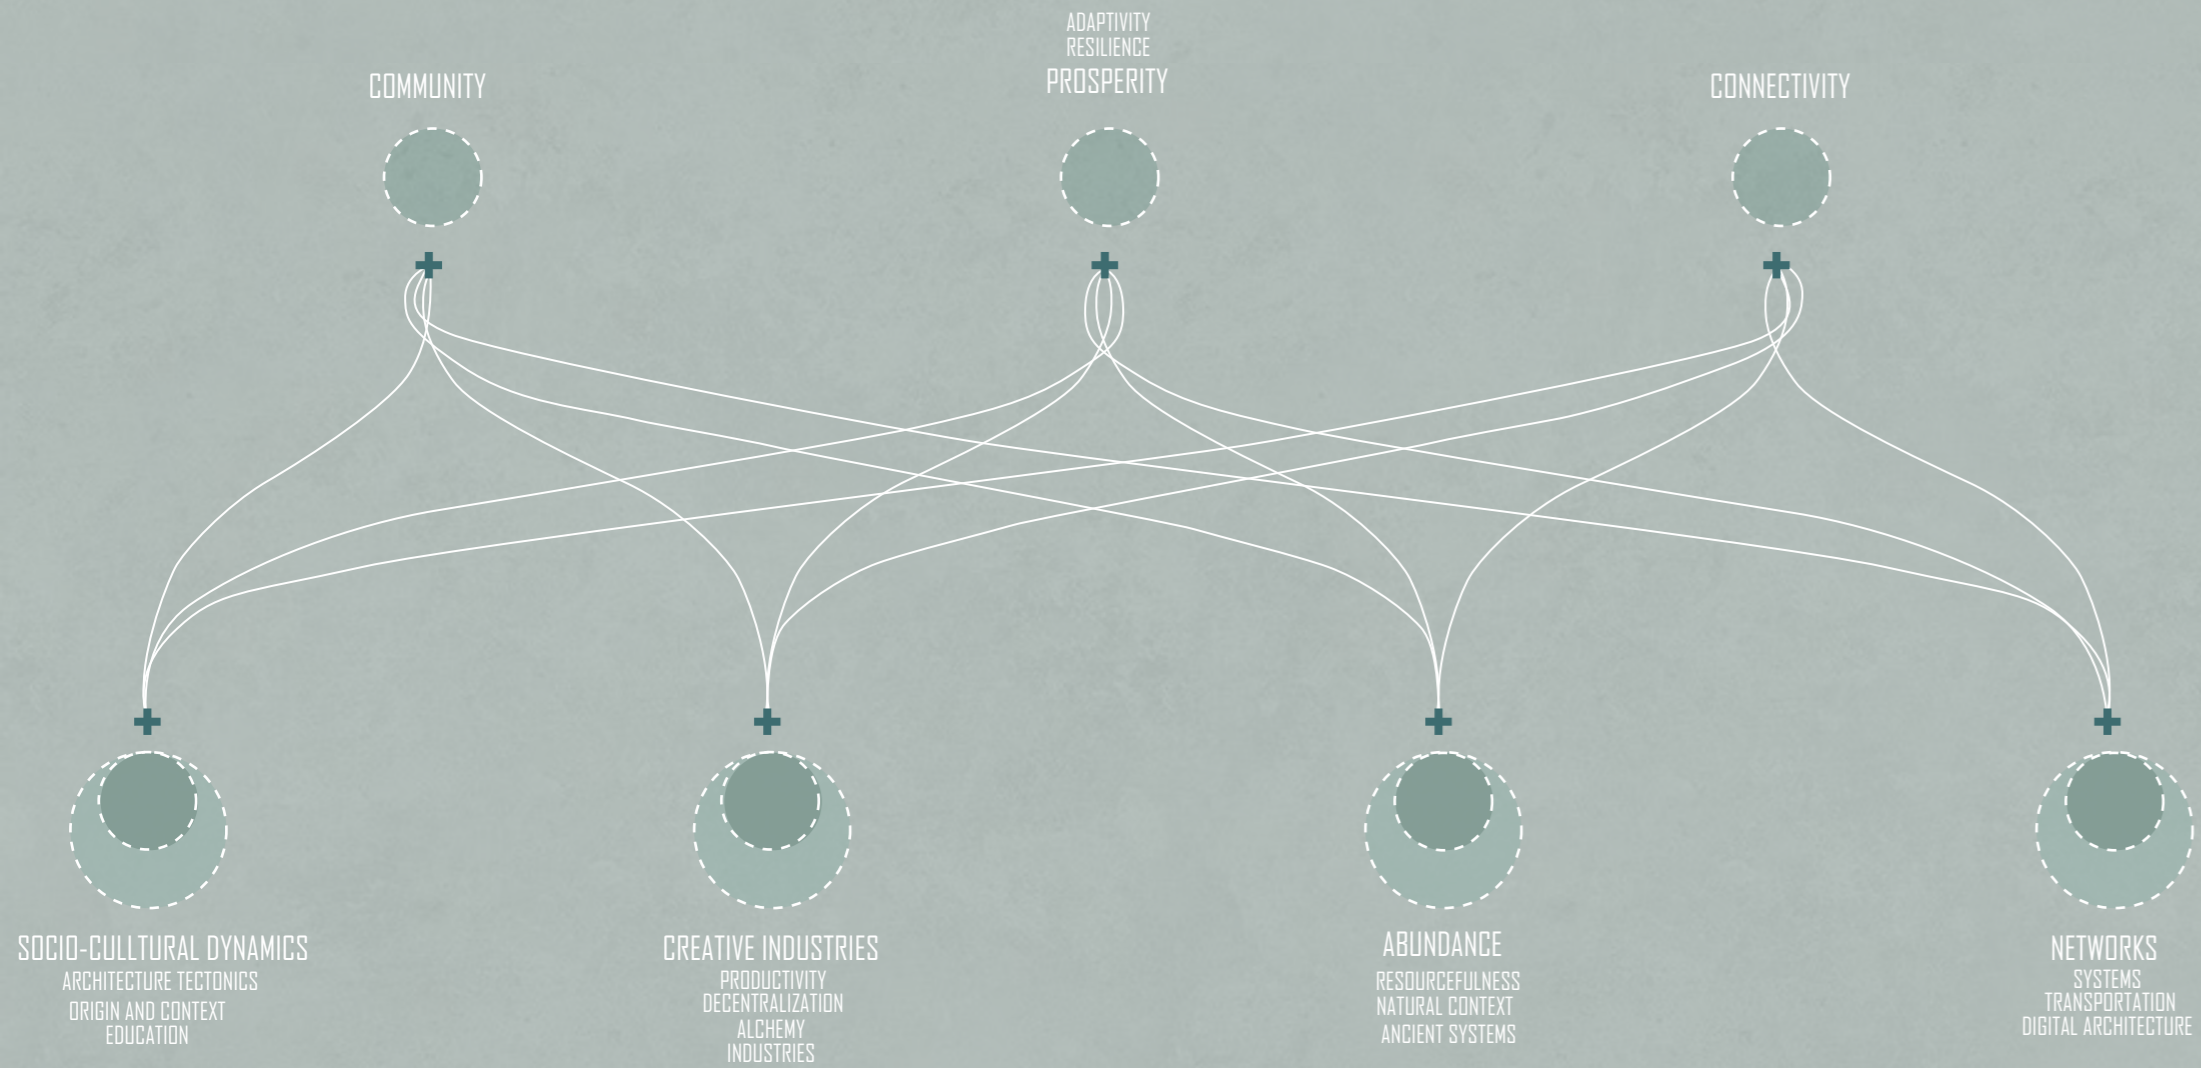 ADAPTIVITY
RESILIENCE
COMMUNITY
PROSPERITY
CONNECTIVITY
SOCIO-CULLTURAL DYNAMICS
ARCHITECTURE TECTONICS
ORIGIN AND CONTEXT
EDUCATION
CREATIVE INDUSTRIES
PRODUCTIVITY
DECENTRALIZATION
ALCHEMY
INDUSTRIES
ABUNDANCE
RESOURCEFULNESS
NATURAL CONTEXT
ANCIENT SYSTEMS
NETWORKS
SYSTEMS
TRANSPORTATION
DIGITAL ARCHITECTURE